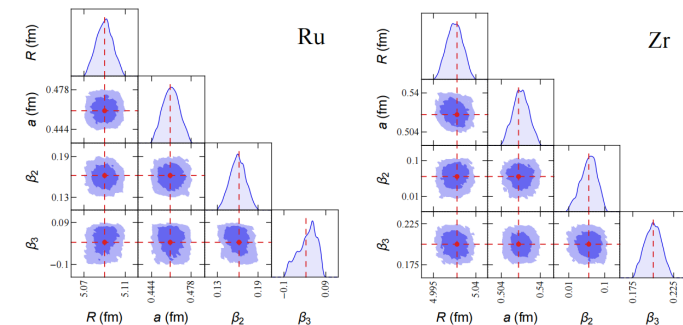 Ru
R (fm)
a (fm)
0.478
0.444
β₂
0.19
0.13
β₃
0.09
−0.1
5.07 5.11 0.444 0.478 0.13 0.19 -0.1 0.09
R (fm) a (fm) β₂ β₃
Zr
R (fm)
a (fm)
0.54
0.504
β₂
0.1
0.01
β₃
0.225
0.175
4.995 5.04 0.504 0.54 0.01 0.1 0.175 0.225
R (fm) a (fm) β₂ β₃